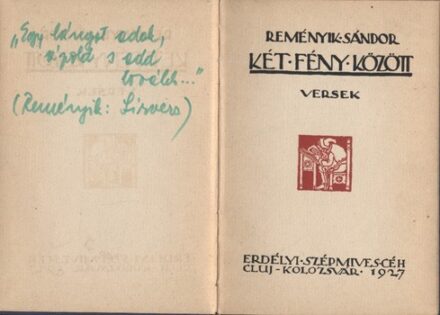 „Egy lángot adok,
ápold s add
tovább..."
(Reményik: Sírvers)
REMÉNYIK·SÁNDOR
KÉT·FÉNY·KÖZÖTT
VERSEK
ERDÉLYI·SZÉPMIVES·CÉH
CLUJ-KOLOZSVÁR·1927